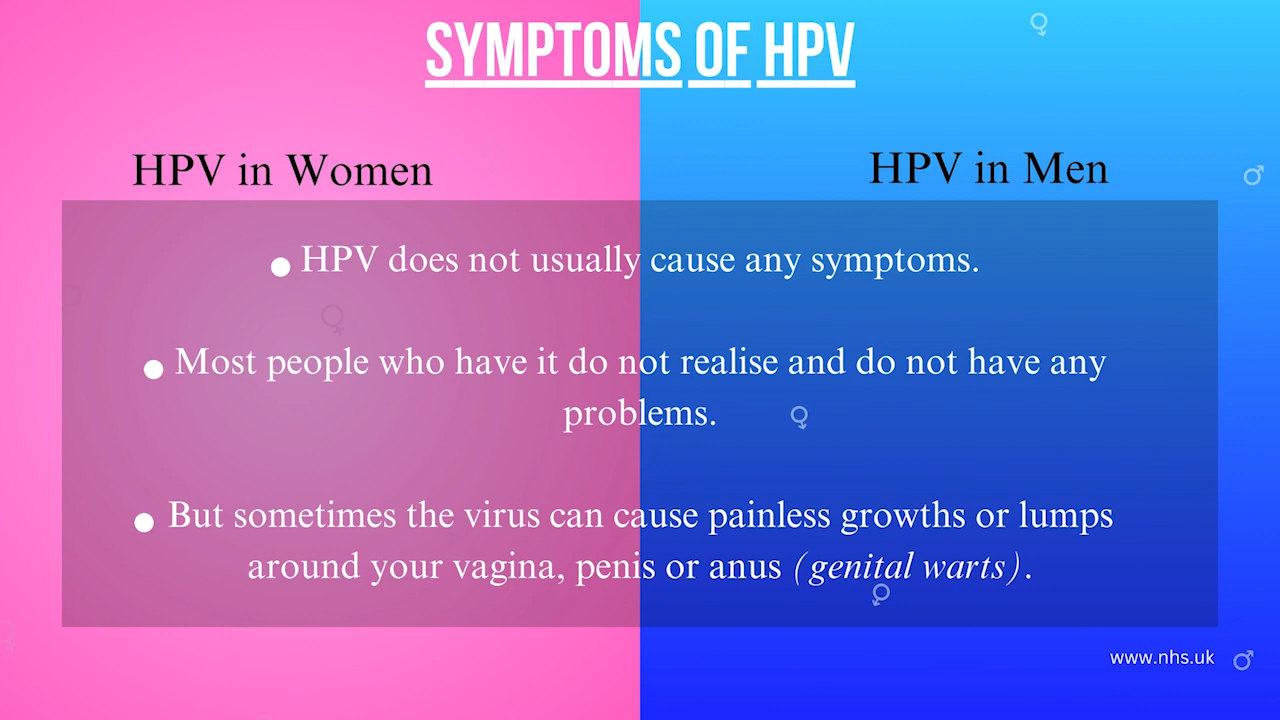 SYMPTOMS OF HPV
HPV in Women
HPV in Men
• HPV does not usually cause any symptoms.
• Most people who have it do not realise and do not have any
problems.
• But sometimes the virus can cause painless growths or lumps
around your vagina, penis or anus (genital warts).
www.nhs.uk